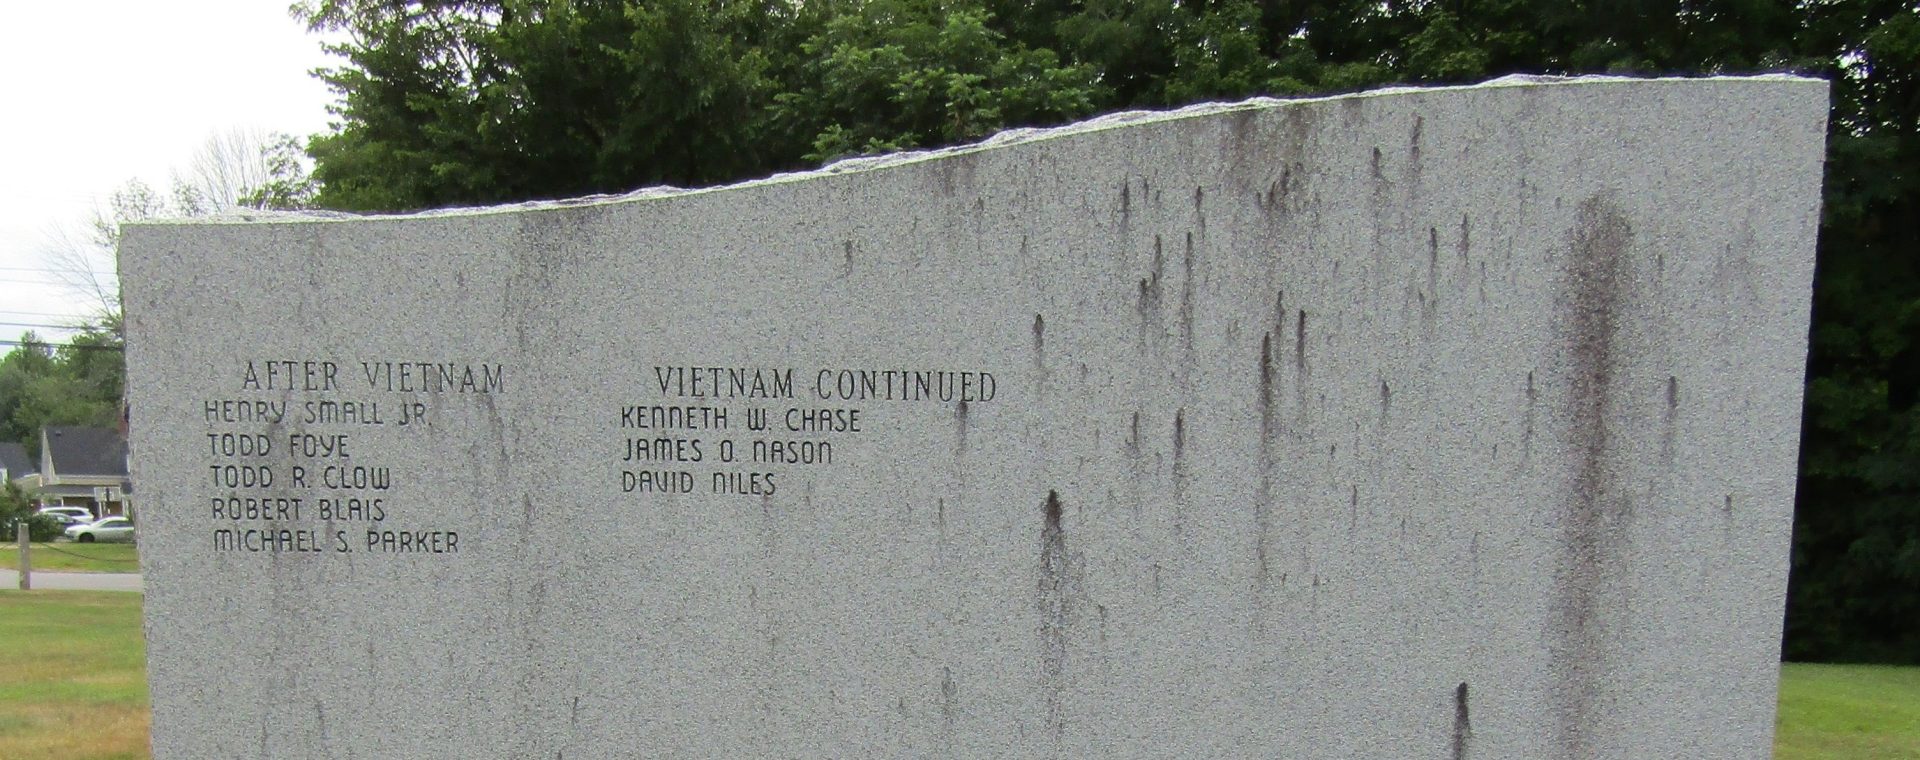 AFTER VIETNAM
HENRY SMALL JR.
TODD FOYE
TODD R. CLOW
ROBERT BLAIS
MICHAEL S. PARKER
VIETNAM CONTINUED
KENNETH W. CHASE
JAMES O. NASON
DAVID NILES